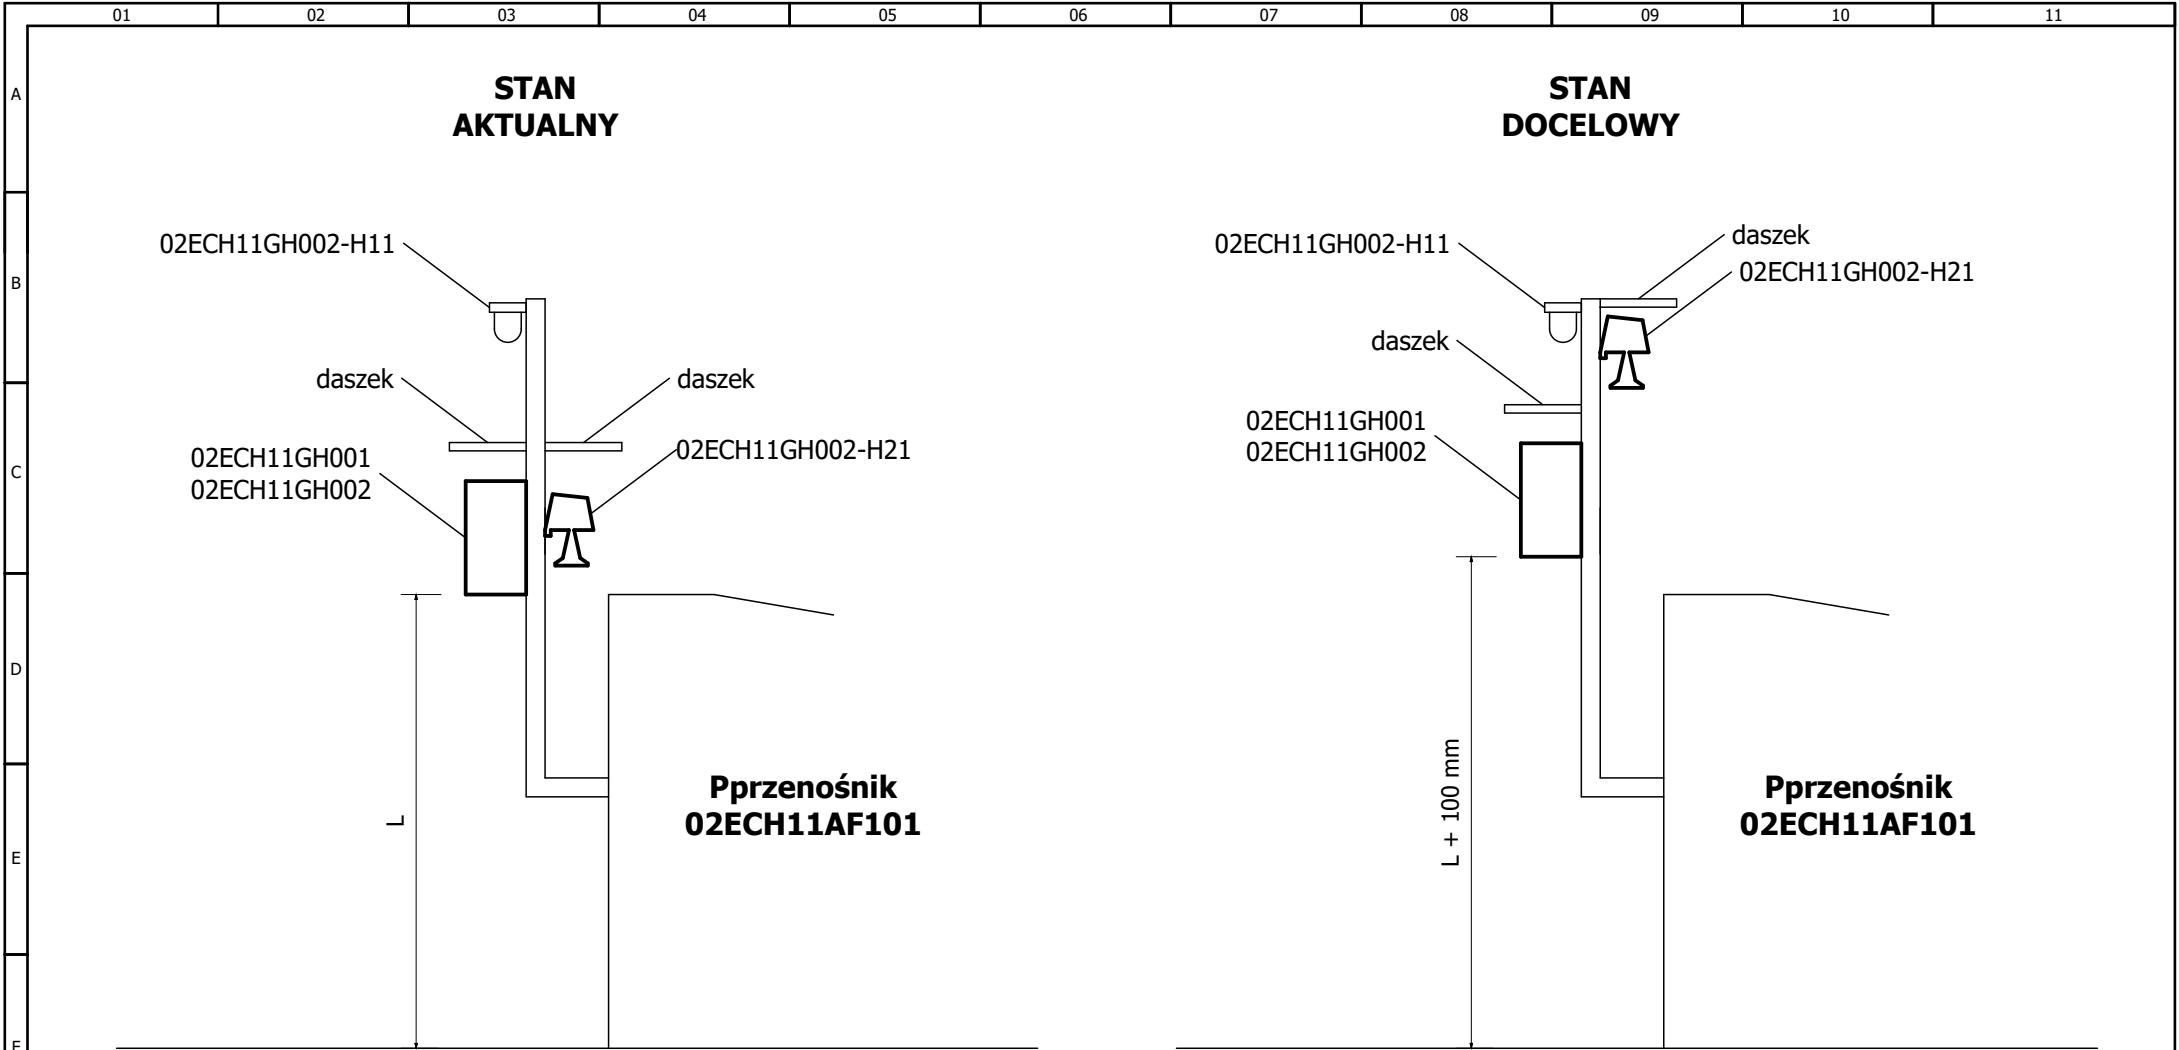 01 02 03 04 05 06 07 08 09 10 11
A
B
C
D
E
F
STAN
AKTUALNY
02ECH11GH002-H11
daszek
daszek
02ECH11GH001
02ECH11GH002
02ECH11GH002-H21
L
Pprzenośnik
02ECH11AF101
STAN
DOCELOWY
02ECH11GH002-H11
daszek
02ECH11GH002-H21
daszek
02ECH11GH001
02ECH11GH002
L + 100 mm
Pprzenośnik
02ECH11AF101